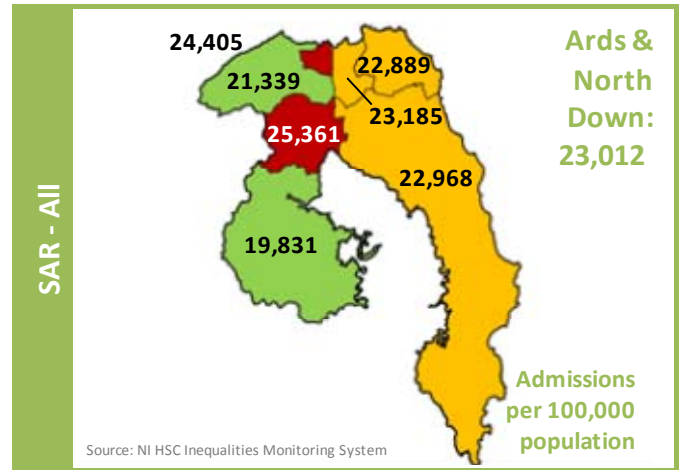 SAR - All
24,405
21,339
22,889
23,185
25,361
22,968
19,831
Ards &
North
Down:
23,012
Admissions
per 100,000
population
Source: NI HSC Inequalities Monitoring System